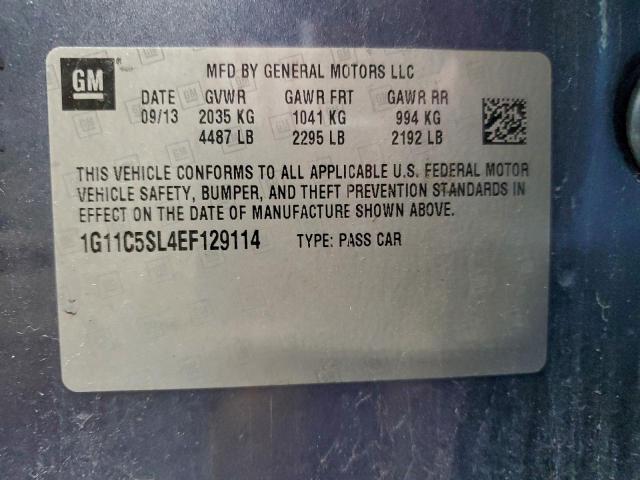 GM
MFD BY GENERAL MOTORS LLC
DATE GVWR GAWR FRT GAWR RR
09/13 2035 KG 1041 KG 994 KG
4487 LB 2295 LB 2192 LB
THIS VEHICLE CONFORMS TO ALL APPLICABLE U.S. FEDERAL MOTOR
VEHICLE SAFETY, BUMPER, AND THEFT PREVENTION STANDARDS IN
EFFECT ON THE DATE OF MANUFACTURE SHOWN ABOVE.
1G11C5SL4EF129114 TYPE: PASS CAR